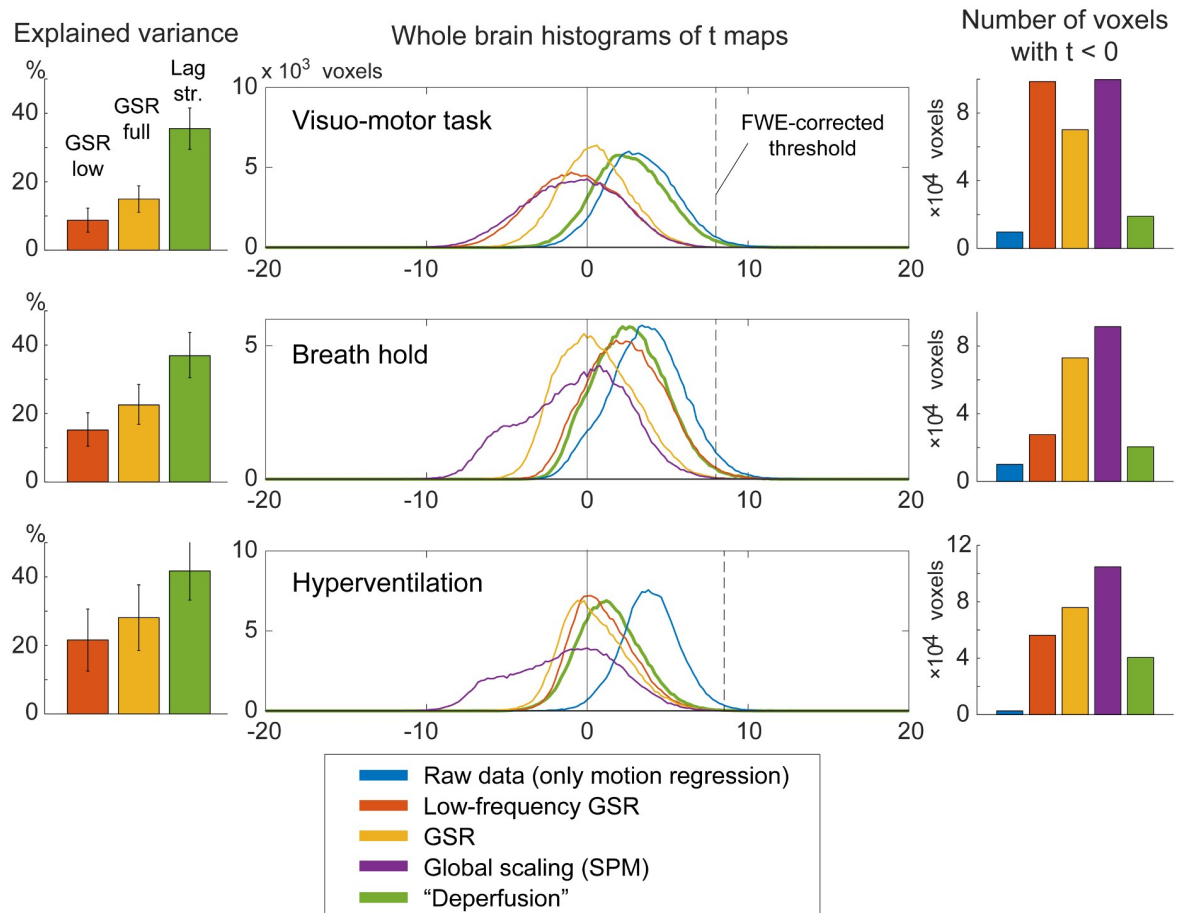 Explained variance
Whole brain histograms of t maps
Number of voxels
with t < 0
%
40
20
0
GSR
low
GSR
full
Lag
str.
× 10³ voxels
10
5
0
Visuo-motor task
FWE-corrected
threshold
-20
-10
0
10
20
×10⁴ voxels
8
4
0
%
40
20
0
5
0
Breath hold
-20
-10
0
10
20
×10⁴ voxels
8
4
0
%
40
20
0
10
5
0
Hyperventilation
-20
-10
0
10
20
×10⁴ voxels
12
8
4
0
Raw data (only motion regression)
Low-frequency GSR
GSR
Global scaling (SPM)
“Deperfusion”